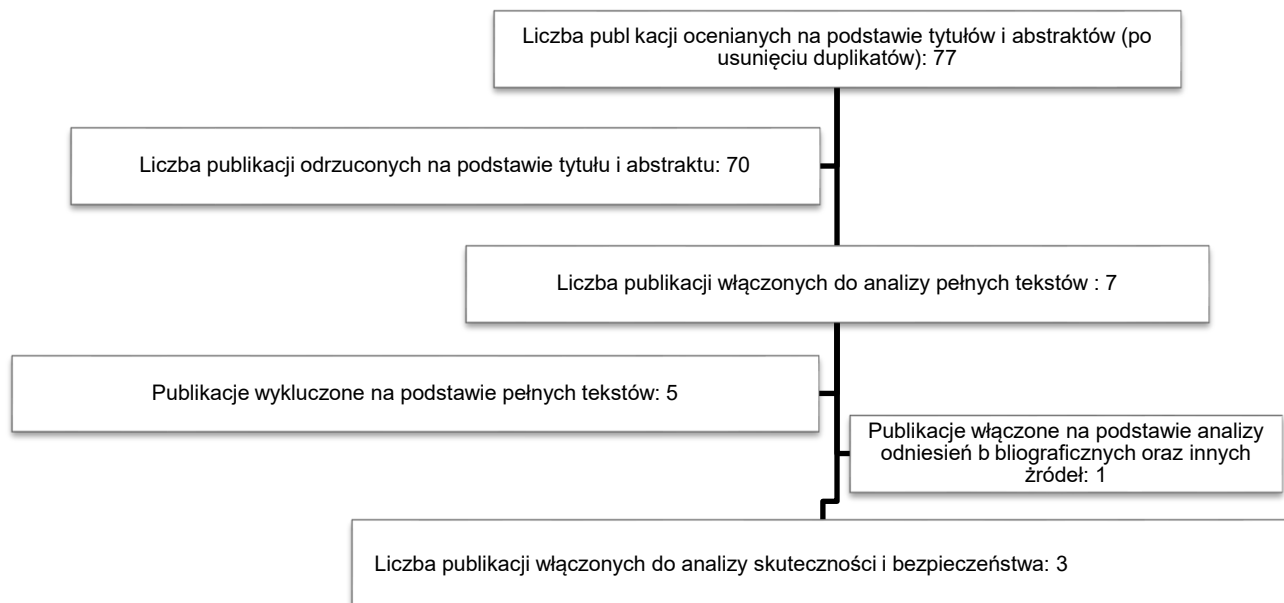 Liczba publ kacji ocenianych na podstawie tytułów i abstraktów (po
usunięciu duplikatów): 77
Liczba publikacji odrzuconych na podstawie tytułu i abstraktu: 70
Liczba publikacji włączonych do analizy pełnych tekstów : 7
Publikacje wykluczone na podstawie pełnych tekstów: 5
Publikacje włączone na podstawie analizy
odniesień b bliograficznych oraz innych
żródeł: 1
Liczba publikacji włączonych do analizy skuteczności i bezpieczeństwa: 3